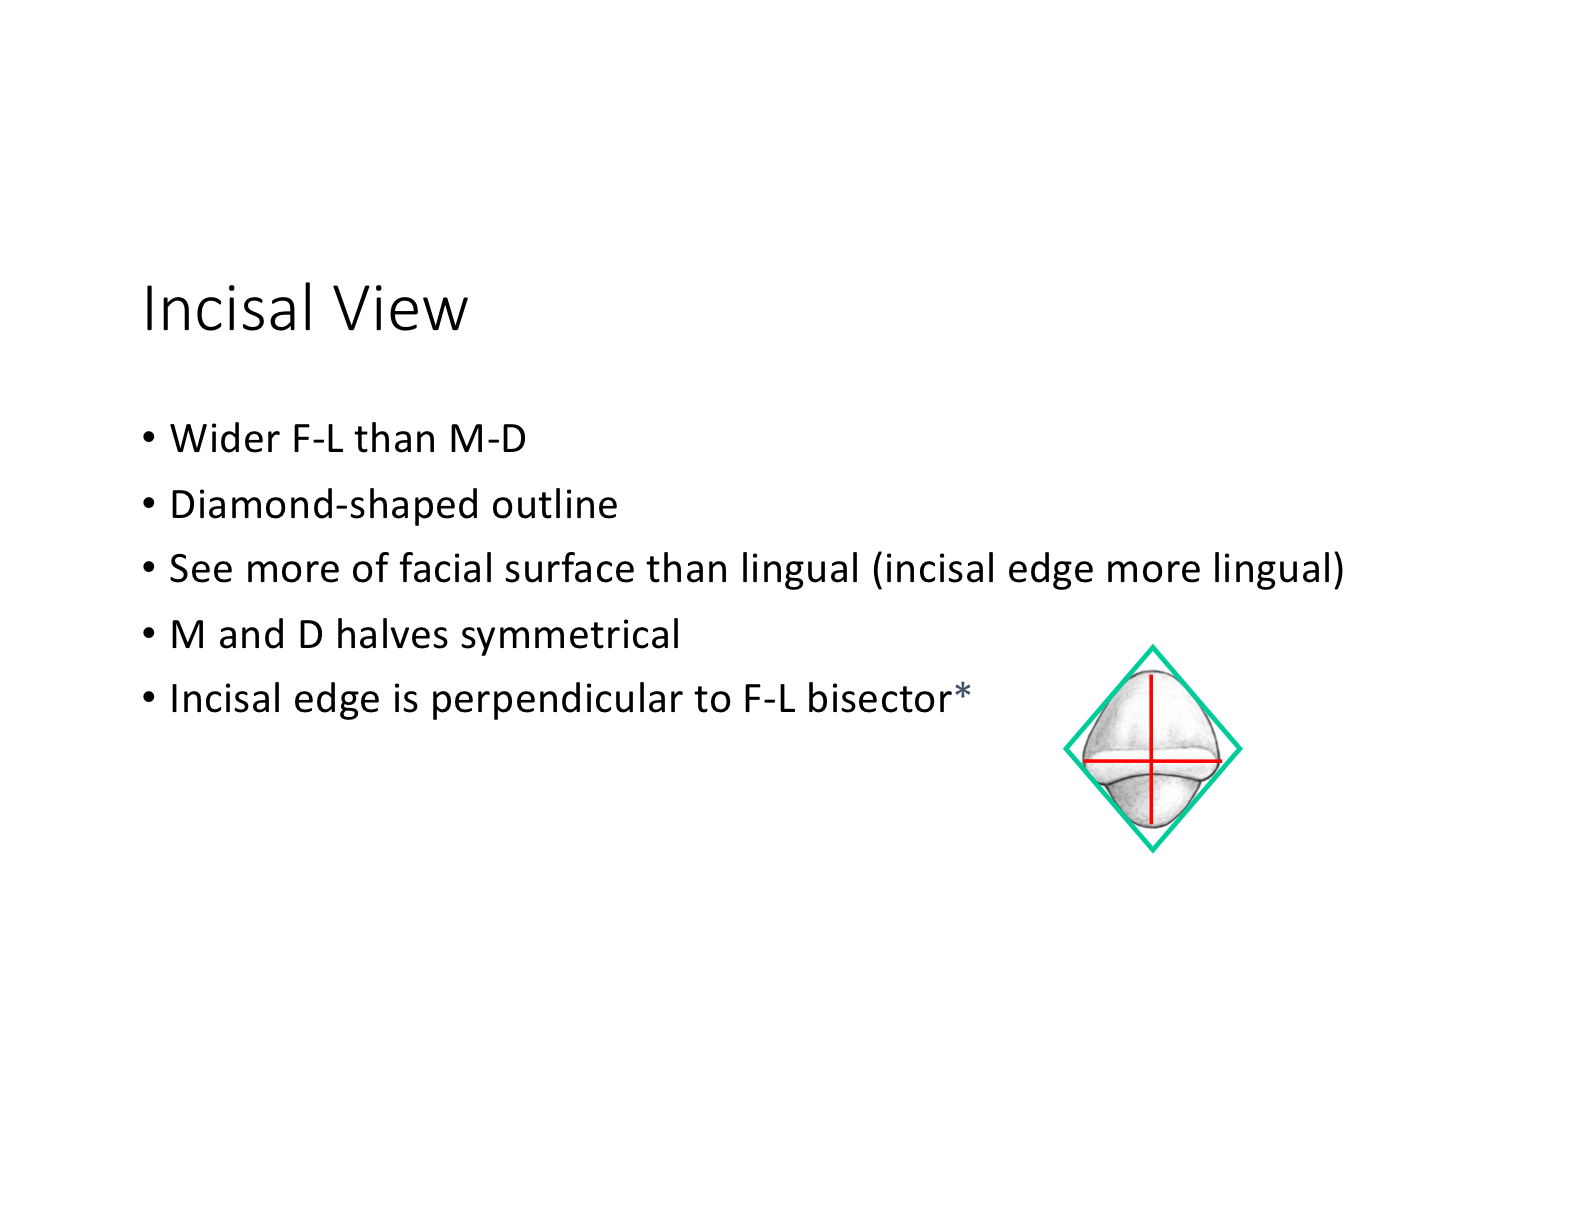 Incisal View
• Wider F-L than M-D
• Diamond-shaped outline
• See more of facial surface than lingual (incisal edge more lingual)
• M and D halves symmetrical
• Incisal edge is perpendicular to F-L bisector*